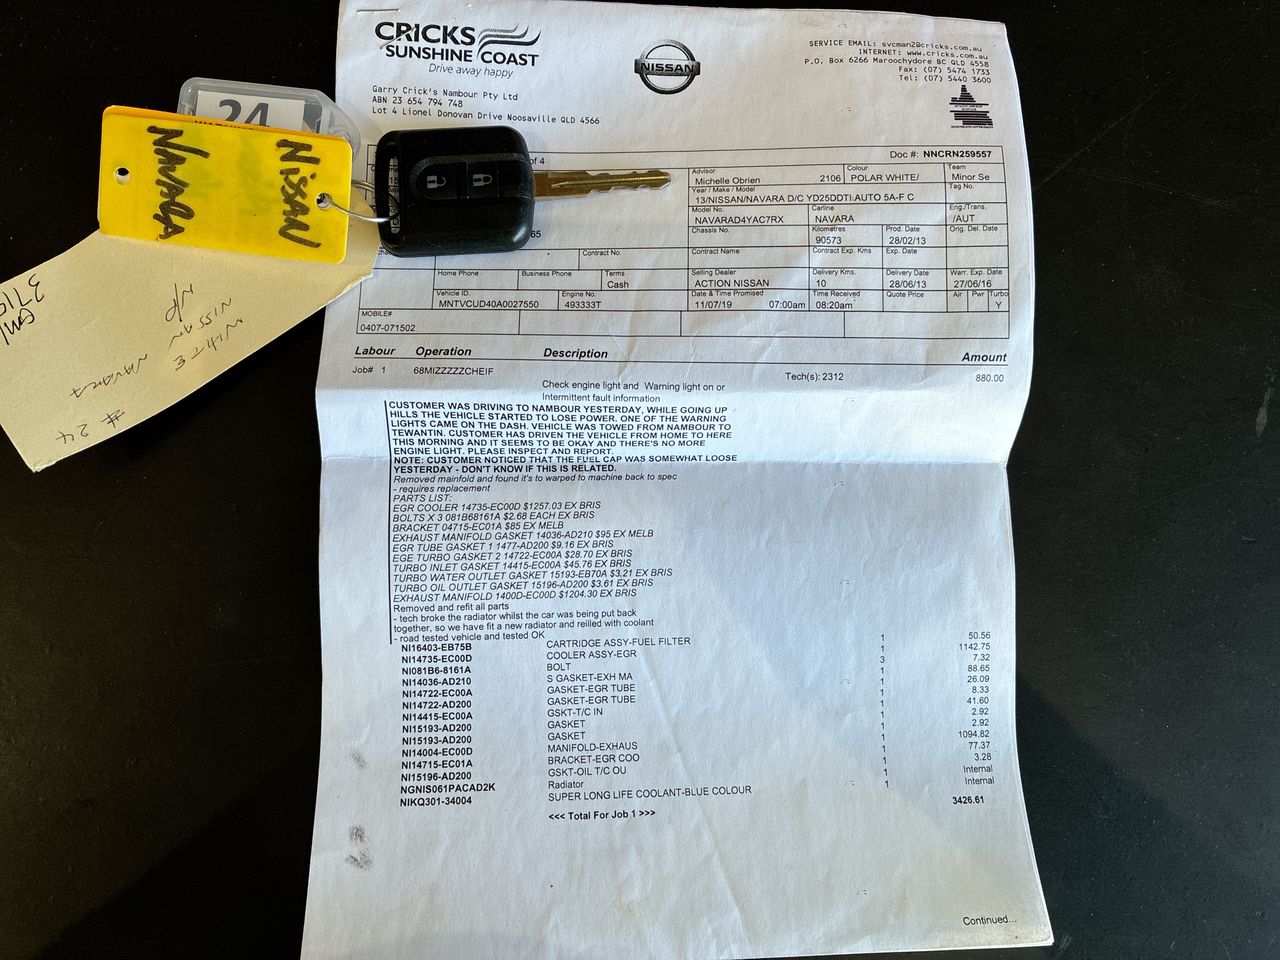 CRICKS
SUNSHINE COAST
Drive away happy
Garry Crick's Nambour Pty Ltd
ABN 23 654 794 748
Lot 4 Lionel Donovan Drive Noosaville QLD 4566
NISSAN
SERVICE EMAIL: svcman2@cricks.com.au
INTERNET: www.cricks.com.au
P.O. Box 6266 Maroochydore BC QLD 4558
Fax: (07) 5474 1733
Tel: (07) 5440 3600
24
NISSAN
NAVARA
WHITE
NISSAN
NAVARA
# 24
of 4
Doc #: NNCRN259557
Advisor
Michelle Obrien 2106
Colour
POLAR WHITE/
Team
Minor Se
Year / Make / Model
13/NISSAN/NAVARA D/C YD25DDTI:AUTO 5A-F C
Tag No.
Model No.
NAVARAD4YAC7RX
Carline
NAVARA
Eng./Trans.
/AUT
65
Chassis No.
Kilometres
90573
Prod. Date
28/02/13
Orig. Del. Date
Contract No.
Contract Name
Contract Exp. Kms
Exp. Date
Home Phone
Business Phone
Terms
Cash
Selling Dealer
ACTION NISSAN
Delivery Kms.
10
Delivery Date
28/06/13
Warr. Exp. Date
27/06/16
Vehicle ID.
MNTVCUD40A0027550
Engine No.
493333T
Date & Time Promised
11/07/19 07:00am
Time Received
08:20am
Quote Price
Air Pwr Turbo
Y
MOBILE#
0407-071502
Labour Operation Description Amount
Job# 1 68MIZZZZZCHEIF Tech(s): 2312 880.00
Check engine light and Warning light on or
Intermittent fault information
CUSTOMER WAS DRIVING TO NAMBOUR YESTERDAY, WHILE GOING UP
HILLS THE VEHICLE STARTED TO LOSE POWER. ONE OF THE WARNING
LIGHTS CAME ON THE DASH. VEHICLE WAS TOWED FROM NAMBOUR TO
TEWANTIN. CUSTOMER HAS DRIVEN THE VEHICLE FROM HOME TO HERE
THIS MORNING AND IT SEEMS TO BE OKAY AND THERE'S NO MORE
ENGINE LIGHT. PLEASE INSPECT AND REPORT.
NOTE: CUSTOMER NOTICED THAT THE FUEL CAP WAS SOMEWHAT LOOSE
YESTERDAY - DON'T KNOW IF THIS IS RELATED.
Removed mainfold and found it's to warped to machine back to spec
- requires replacement
PARTS LIST:
EGR COOLER 14735-EC00D $1257.03 EX BRIS
BOLTS X 3 081B68161A $2.68 EACH EX BRIS
BRACKET 04715-EC01A $85 EX MELB
EXHAUST MANIFOLD GASKET 14036-AD210 $95 EX MELB
EGR TUBE GASKET 1 1477-AD200 $9.16 EX BRIS
EGE TURBO GASKET 2 14722-EC00A $28.70 EX BRIS
TURBO INLET GASKET 14415-EC00A $45.76 EX BRIS
TURBO WATER OUTLET GASKET 15193-EB70A $3.21 EX BRIS
TURBO OIL OUTLET GASKET 15196-AD200 $3.61 EX BRIS
EXHAUST MANIFOLD 1400D-EC00D $1204.30 EX BRIS
Removed and refit all parts
- tech broke the radiator whilst the car was being put back
together, so we have fit a new radiator and reilled with coolant
- road tested vehicle and tested OK
NI16403-EB75B CARTRIDGE ASSY-FUEL FILTER 1 50.56
NI14735-EC00D COOLER ASSY-EGR 1 1142.75
NI081B6-8161A BOLT 3 7.32
NI14036-AD210 S GASKET-EXH MA 1 88.65
NI14722-EC00A GASKET-EGR TUBE 1 26.09
NI14722-AD200 GASKET-EGR TUBE 1 8.33
NI14415-EC00A GSKT-T/C IN 1 41.60
NI15193-AD200 GASKET 1 2.92
NI15193-AD200 GASKET 1 2.92
NI14004-EC00D MANIFOLD-EXHAUS 1 1094.82
NI14715-EC01A BRACKET-EGR COO 1 77.37
NI15196-AD200 GSKT-OIL T/C OU 1 3.28
NGNIS061PACAD2K Radiator 1 Internal
NIKQ301-34004 SUPER LONG LIFE COOLANT-BLUE COLOUR 1 Internal
<<< Total For Job 1 >>> 3426.61
Continued...